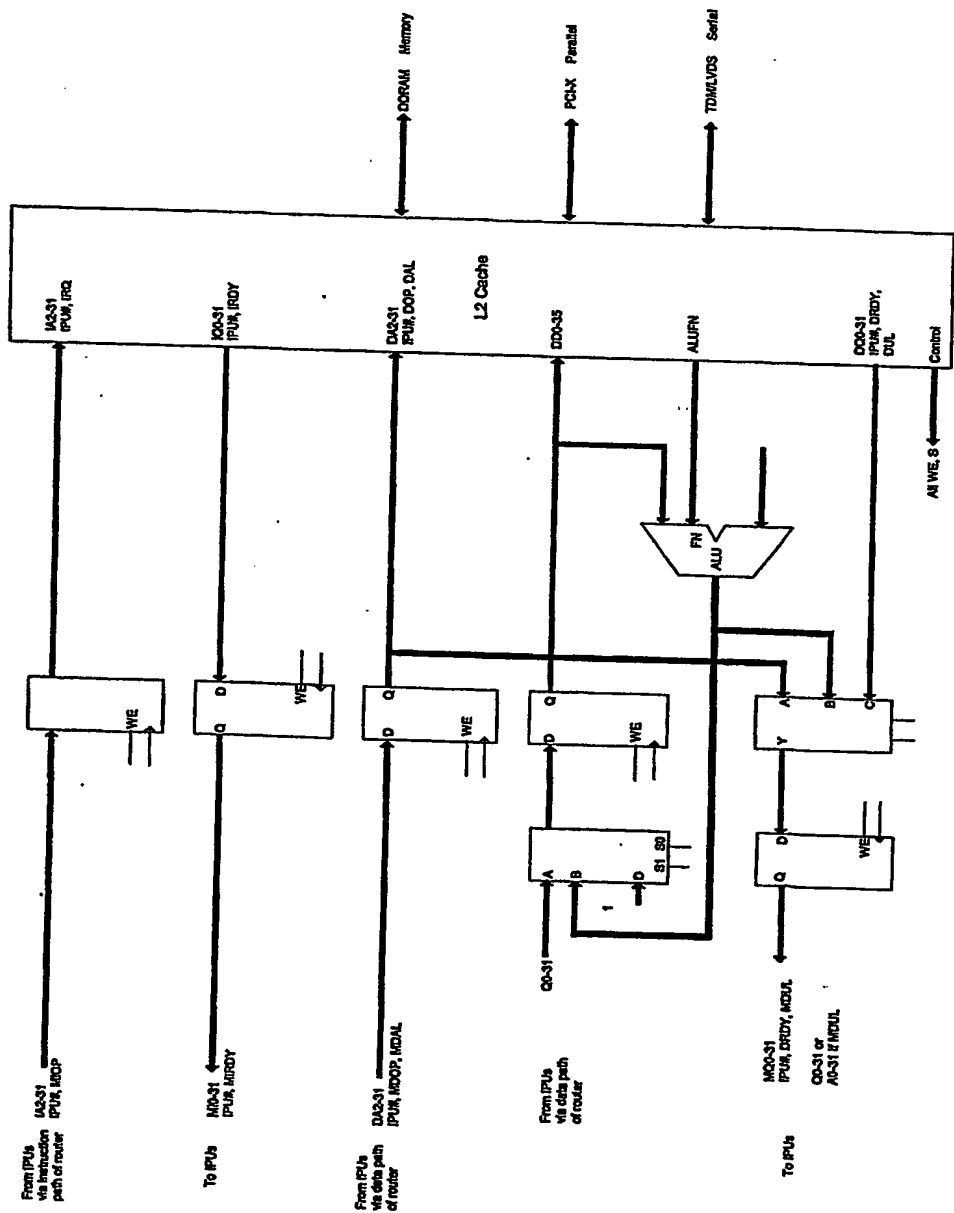 From IPUs
via instruction
path of router
IA2-31
IPU#, MIOP
WE
IA2-31
IPU#, IRQ
To IPUs
MI0-31
IPU#, MIRDY
Q
D
WE
IQ0-31
IPU#, IRDY
From IPUs
via data path
of router
DA2-31
IPU#, MDOP, MDAL
D
Q
WE
DA2-31
IPU#, DOP, DAL
L2 Cache
From IPUs
via data path
of router
Q0-31
A
B
1
D
S1
S0
D
Q
WE
DD0-35
FN
ALU
ALUFN
To IPUs
MQ0-31
IPU#, DRDY, MDUL
Q0-31 or
A0-31 if MDUL
Q
D
WE
Y
A
B
C
DQ0-31
IPU#, DRDY,
DUL
All WE, S
Control
DDRAM Memory
PCI-X Parallel
TDM/LVDS Serial